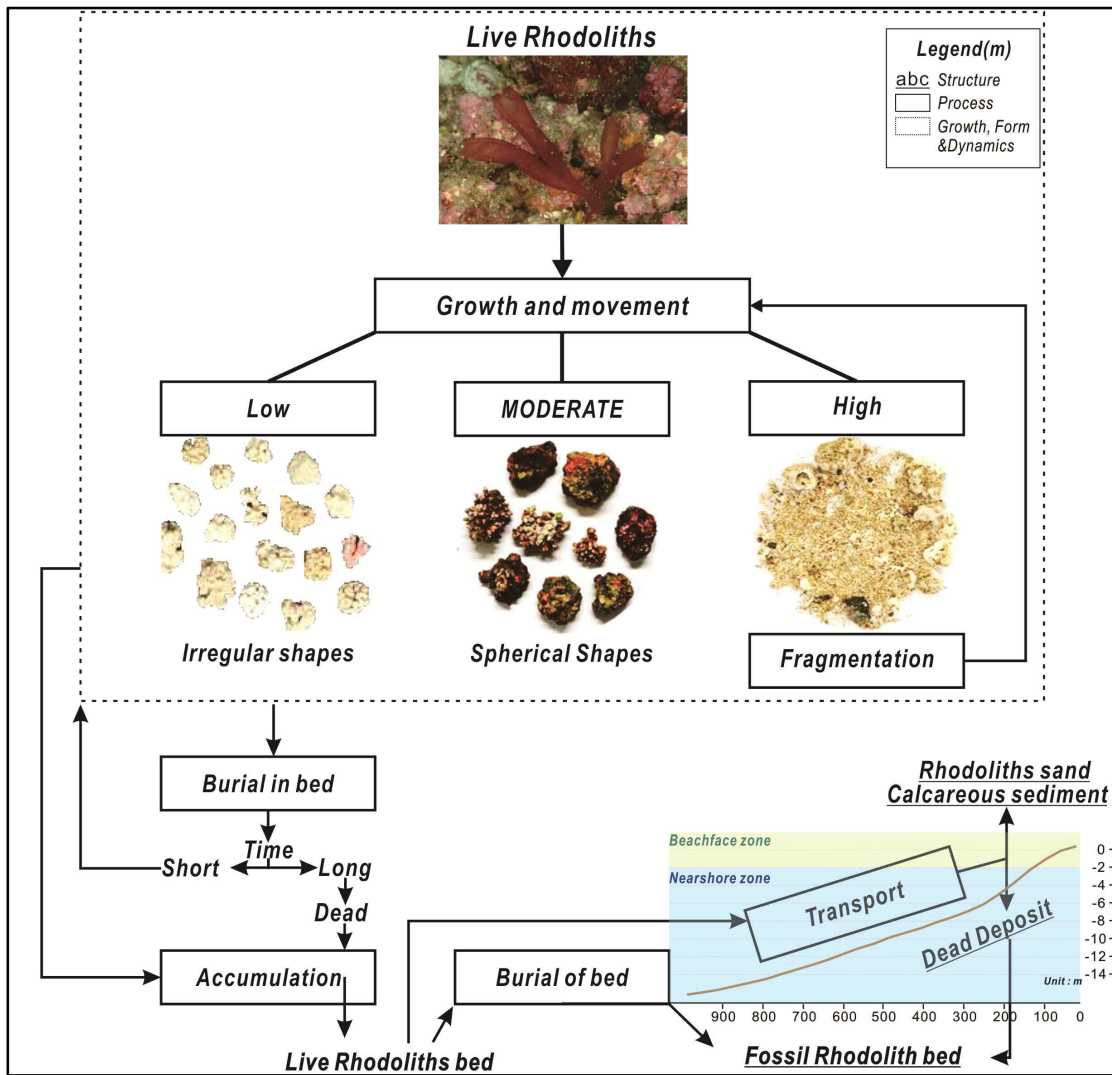 Live Rhodoliths
Legend(m)
abc Structure
Process
Growth, Form
&Dynamics
Growth and movement
Low
MODERATE
High
Irregular shapes
Spherical Shapes
Fragmentation
Burial in bed
Time
Short
Long
Dead
Accumulation
Live Rhodoliths bed
Burial of bed
Rhodoliths sand
Calcareous sediment
Beachface zone
Nearshore zone
Transport
Dead Deposit
0
-2
-4
-6
-8
-10
-12
-14
Unit : m
900 800 700 600 500 400 300 200 100 0
Fossil Rhodolith bed